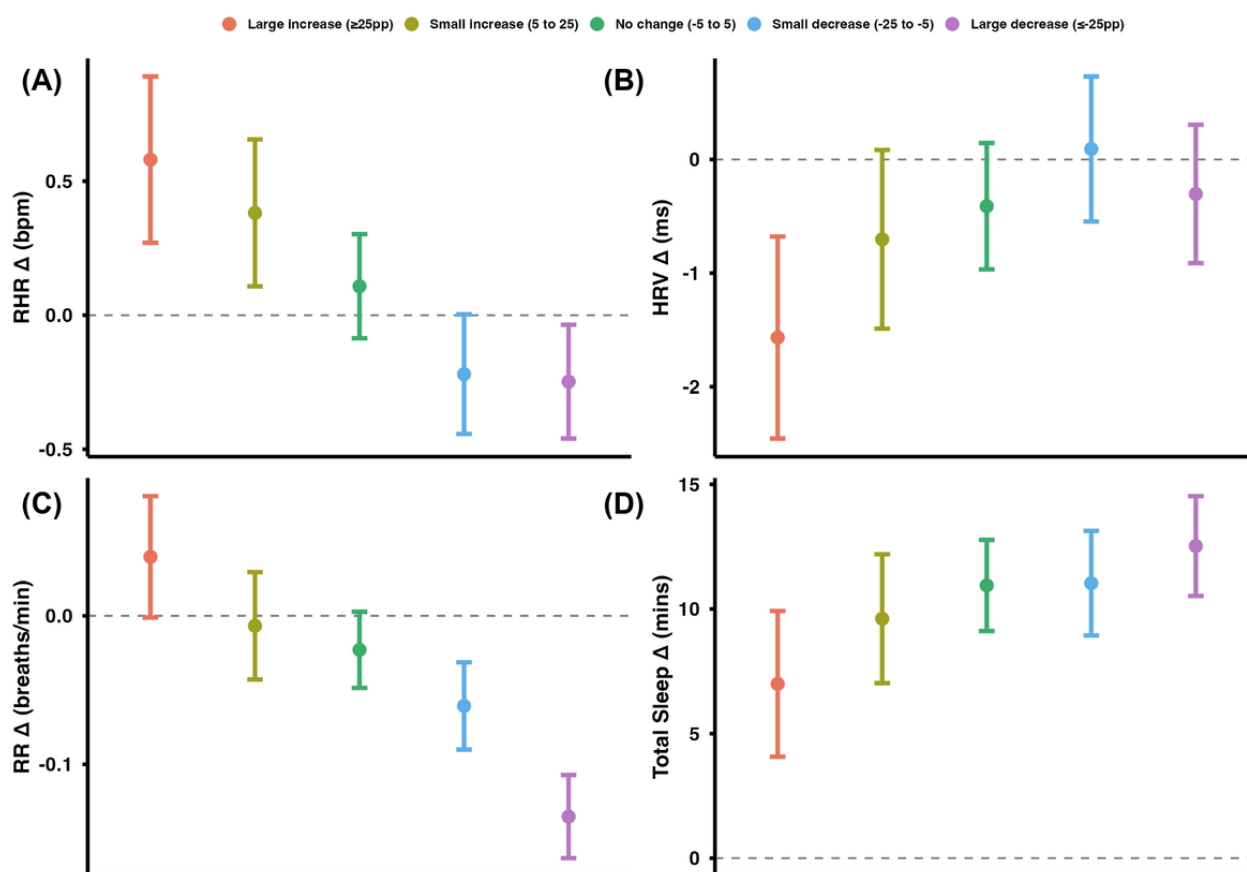 Large increase (≥25pp) Small increase (5 to 25) No change (-5 to 5) Small decrease (-25 to -5) Large decrease (≤-25pp)
(A)
RHR Δ (bpm)
0.5
0.0
-0.5
(B)
HRV Δ (ms)
0
-1
-2
(C)
RR Δ (breaths/min)
0.0
-0.1
(D)
Total Sleep Δ (mins)
15
10
5
0